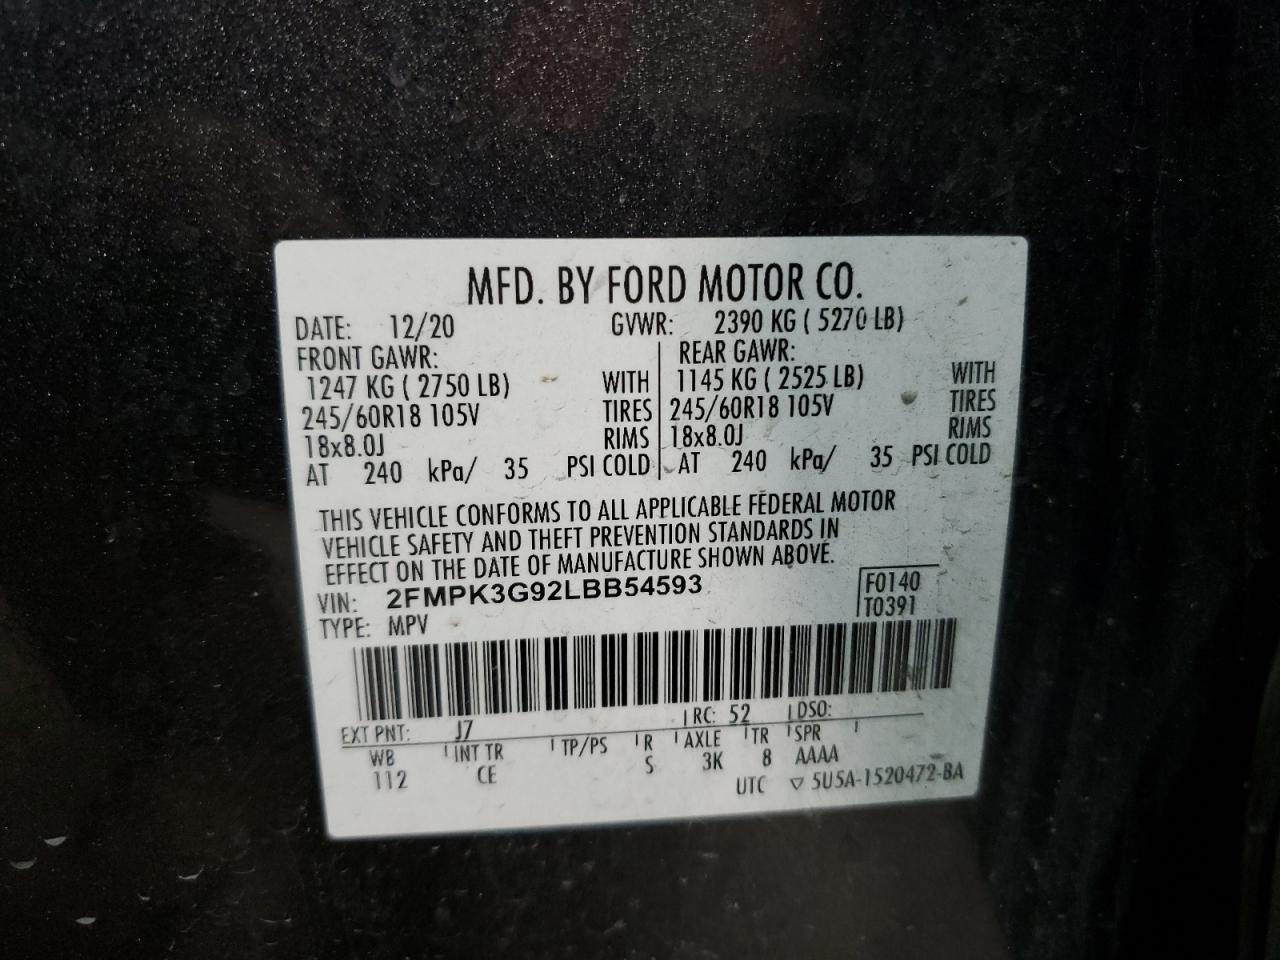 MFD. BY FORD MOTOR CO.
DATE: 12/20 GVWR: 2390 KG ( 5270 LB)
FRONT GAWR: REAR GAWR:
1247 KG ( 2750 LB) WITH 1145 KG ( 2525 LB) WITH
245/60R18 105V TIRES 245/60R18 105V TIRES
18x8.0J RIMS 18x8.0J RIMS
AT 240 kPa/ 35 PSI COLD AT 240 kPa/ 35 PSI COLD
THIS VEHICLE CONFORMS TO ALL APPLICABLE FEDERAL MOTOR
VEHICLE SAFETY AND THEFT PREVENTION STANDARDS IN
EFFECT ON THE DATE OF MANUFACTURE SHOWN ABOVE.
VIN: 2FMPK3G92LBB54593 F0140
TYPE: MPV T0391
EXT PNT: J7 RC: 52 DSO:
WB INT TR TP/PS R AXLE TR SPR
112 CE S 3K 8 AAAA
UTC ▽ 5U5A-1520472-BA